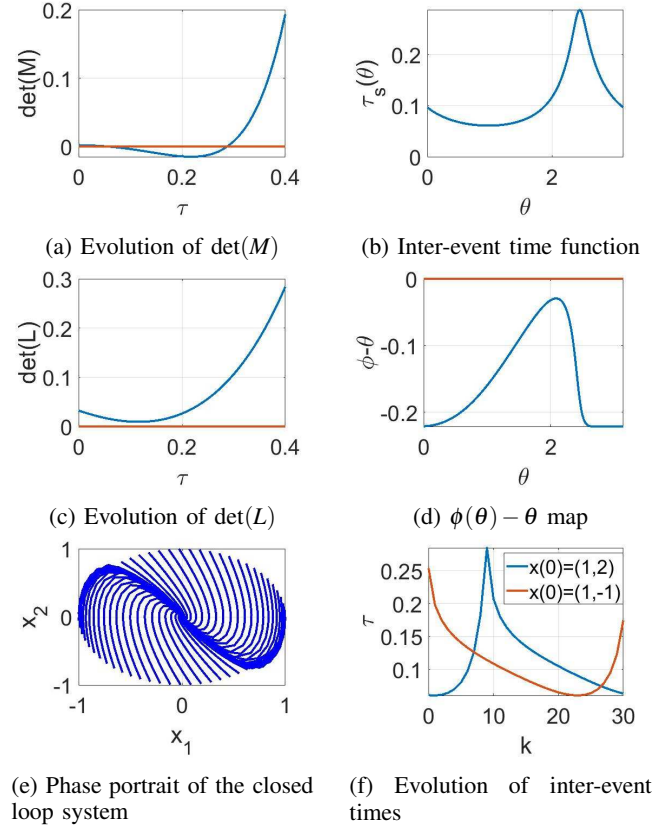 0.2
0.1
0
det(M)
0
0.2
0.4
τ
(a) Evolution of det(M)
0.2
0.1
0
τ_s(θ)
0
2
θ
(b) Inter-event time function
0.3
0.2
0.1
0
det(L)
0
0.2
0.4
τ
(c) Evolution of det(L)
0
-0.1
-0.2
ϕ-θ
0
2
θ
(d) ϕ(θ) − θ map
1
0
-1
x_2
-1
0
1
x_1
(e) Phase portrait of the closed
loop system
0.25
0.2
0.15
0.1
τ
x(0)=(1,2)
x(0)=(1,-1)
0
10
20
30
k
(f) Evolution of inter-event
times